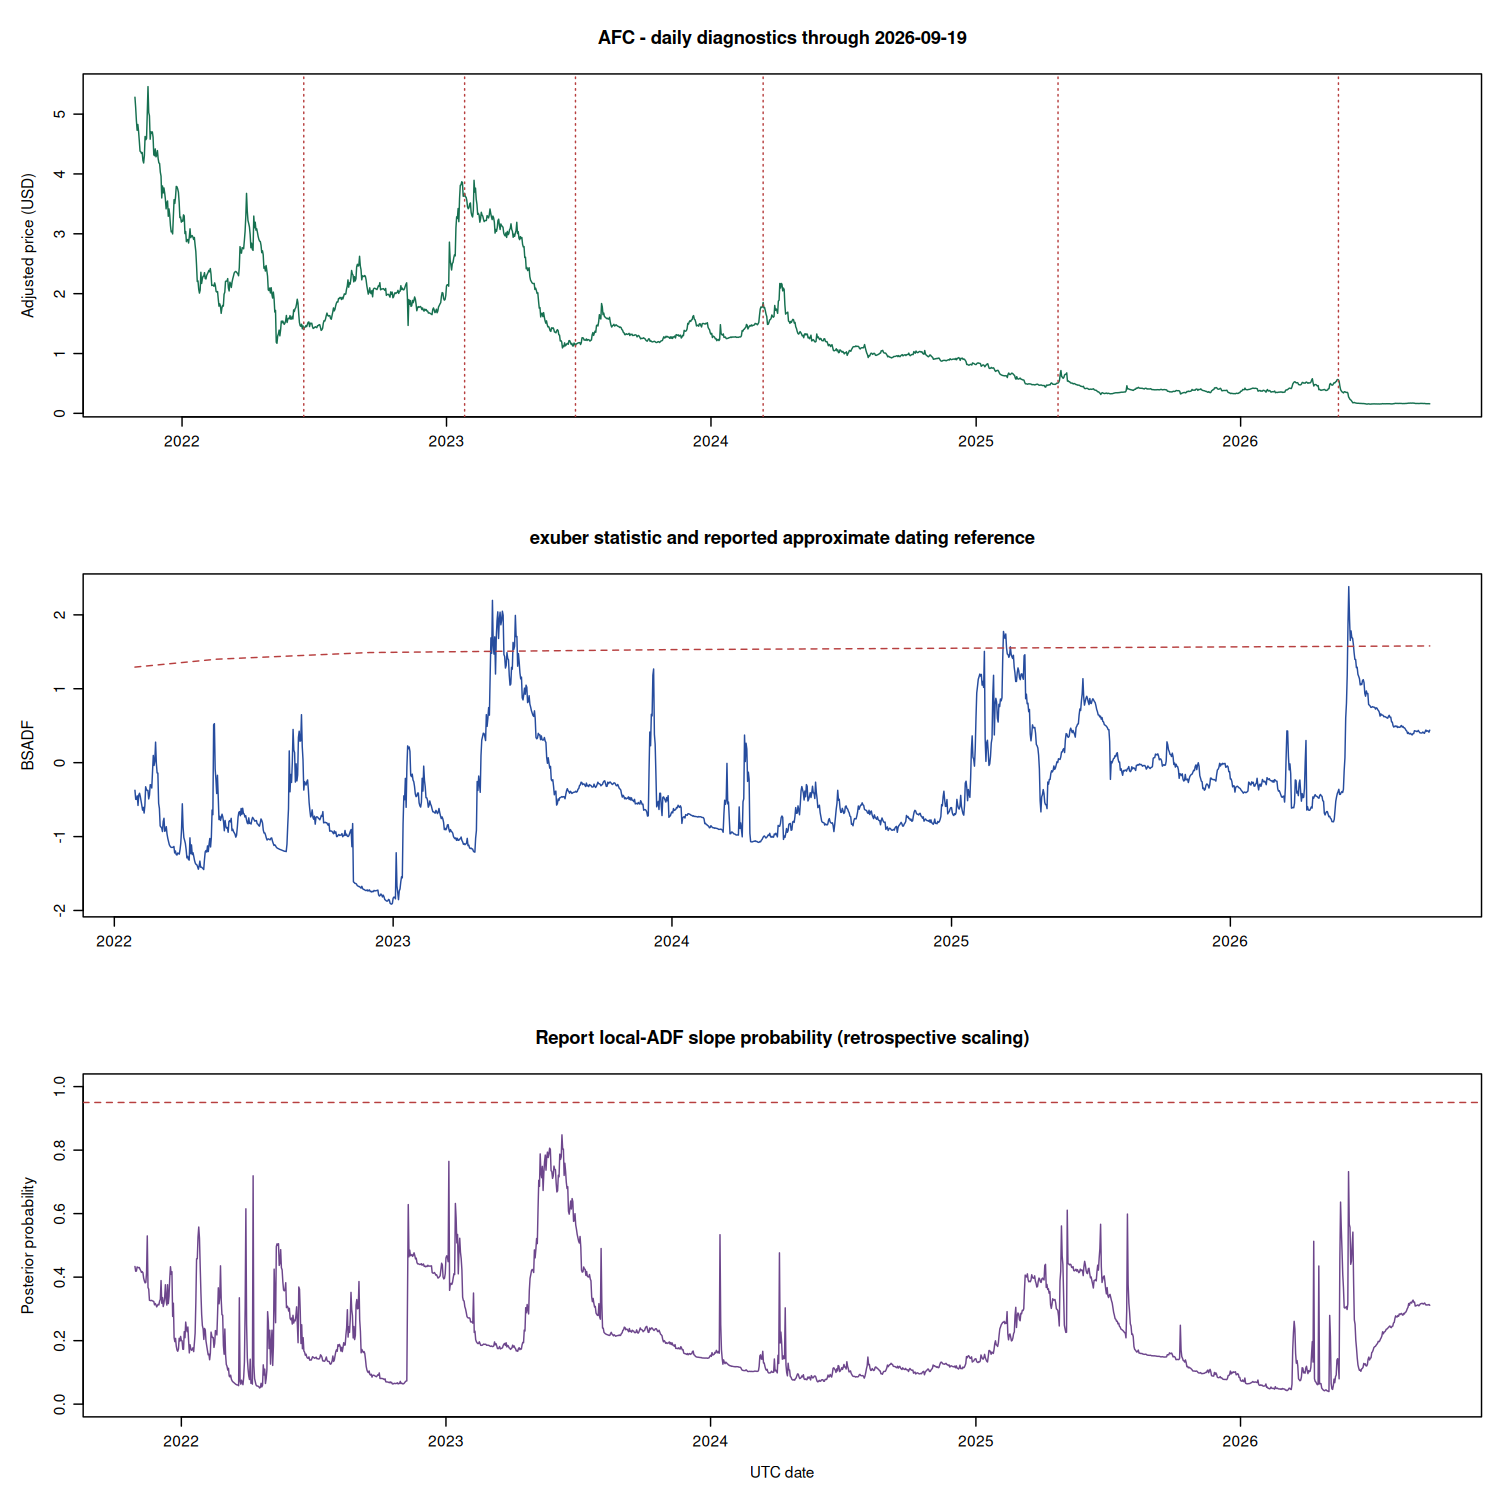 AFC - daily diagnostics through 2026-09-19
Adjusted price (USD)
5
4
3
2
1
0
2022 2023 2024 2025 2026
exuber statistic and reported approximate dating reference
BSADF
2
1
0
-1
-2
2022 2023 2024 2025 2026
Report local-ADF slope probability (retrospective scaling)
Posterior probability
1.0
0.8
0.6
0.4
0.2
0.0
2022 2023 2024 2025 2026
UTC date